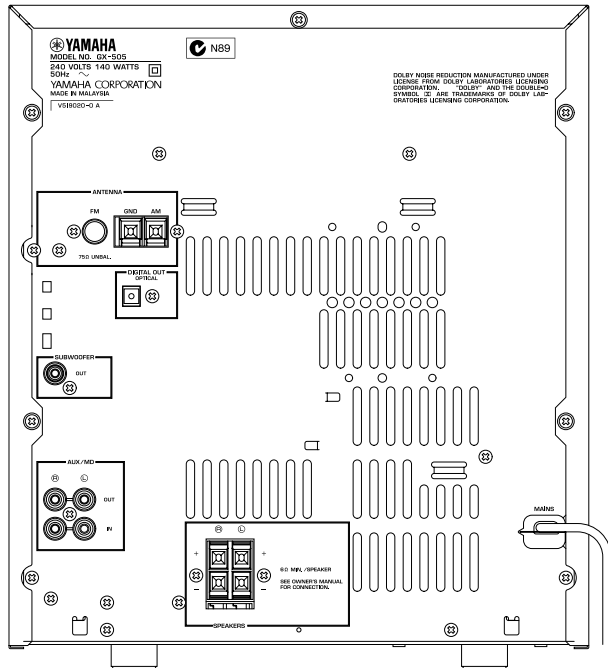 YAMAHA
MODEL NO. GX-505
240 VOLTS 140 WATTS
50Hz ~
YAMAHA CORPORATION
MADE IN MALAYSIA
V519020-0 A
N89
DOLBY NOISE REDUCTION MANUFACTURED UNDER
LICENSE FROM DOLBY LABORATORIES LICENSING
CORPORATION. "DOLBY" AND THE DOUBLE-D
SYMBOL ARE TRADEMARKS OF DOLBY LAB-
ORATORIES LICENSING CORPORATION.
ANTENNA
FM GND AM
75Ω UNBAL.
DIGITAL OUT
OPTICAL
SUBWOOFER
OUT
AUX/MD
R L
OUT
IN
R L
+ +
- -
6Ω MIN. /SPEAKER
SEE OWNER'S MANUAL
FOR CONNECTION.
SPEAKERS
MAINS